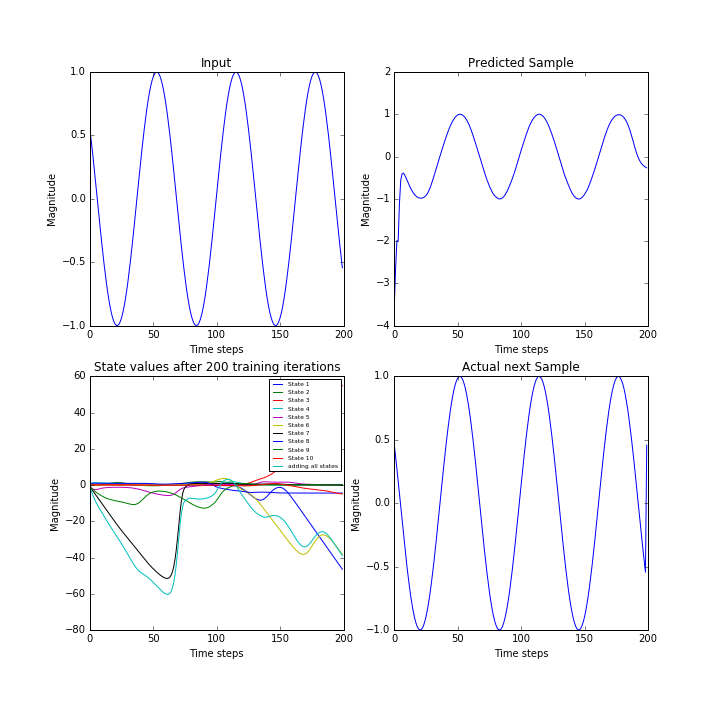 Input
1.0
0.5
0.0
−0.5
−1.0
Magnitude
0 50 100 150 200
Time steps
Predicted Sample
2
1
0
−1
−2
−3
−4
Magnitude
0 50 100 150 200
Time steps
State values after 200 training iterations
60
40
20
0
−20
−40
−60
−80
Magnitude
State 1
State 2
State 3
State 4
State 5
State 6
State 7
State 8
State 9
State 10
adding all states
0 50 100 150 200
Time steps
Actual next Sample
1.0
0.5
0.0
−0.5
−1.0
Magnitude
0 50 100 150 200
Time steps